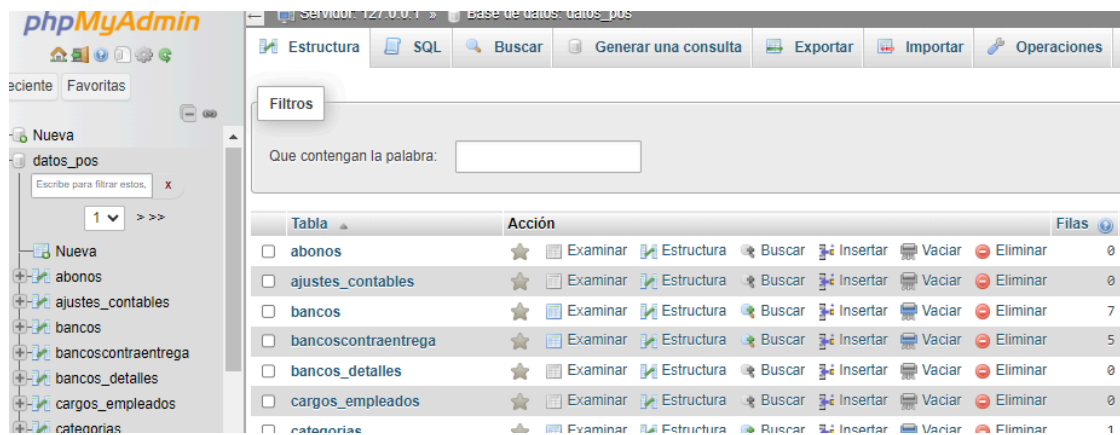 phpMyAdmin
eciente Favoritas
Nueva
datos_pos
Escribe para filtrar estos, X
1 > >>
Nueva
abonos
ajustes_contables
bancos
bancoscontraentrega
bancos_detalles
cargos_empleados
categorias
Servidor: 127.0.0.1 » Base de datos: datos_pos
Estructura SQL Buscar Generar una consulta Exportar Importar Operaciones
Filtros
Que contengan la palabra:
Tabla Acción Filas
abonos Examinar Estructura Buscar Insertar Vaciar Eliminar 0
ajustes_contables Examinar Estructura Buscar Insertar Vaciar Eliminar 0
bancos Examinar Estructura Buscar Insertar Vaciar Eliminar 7
bancoscontraentrega Examinar Estructura Buscar Insertar Vaciar Eliminar 5
bancos_detalles Examinar Estructura Buscar Insertar Vaciar Eliminar 0
cargos_empleados Examinar Estructura Buscar Insertar Vaciar Eliminar 0
categorias Examinar Estructura Buscar Insertar Vaciar Eliminar 1